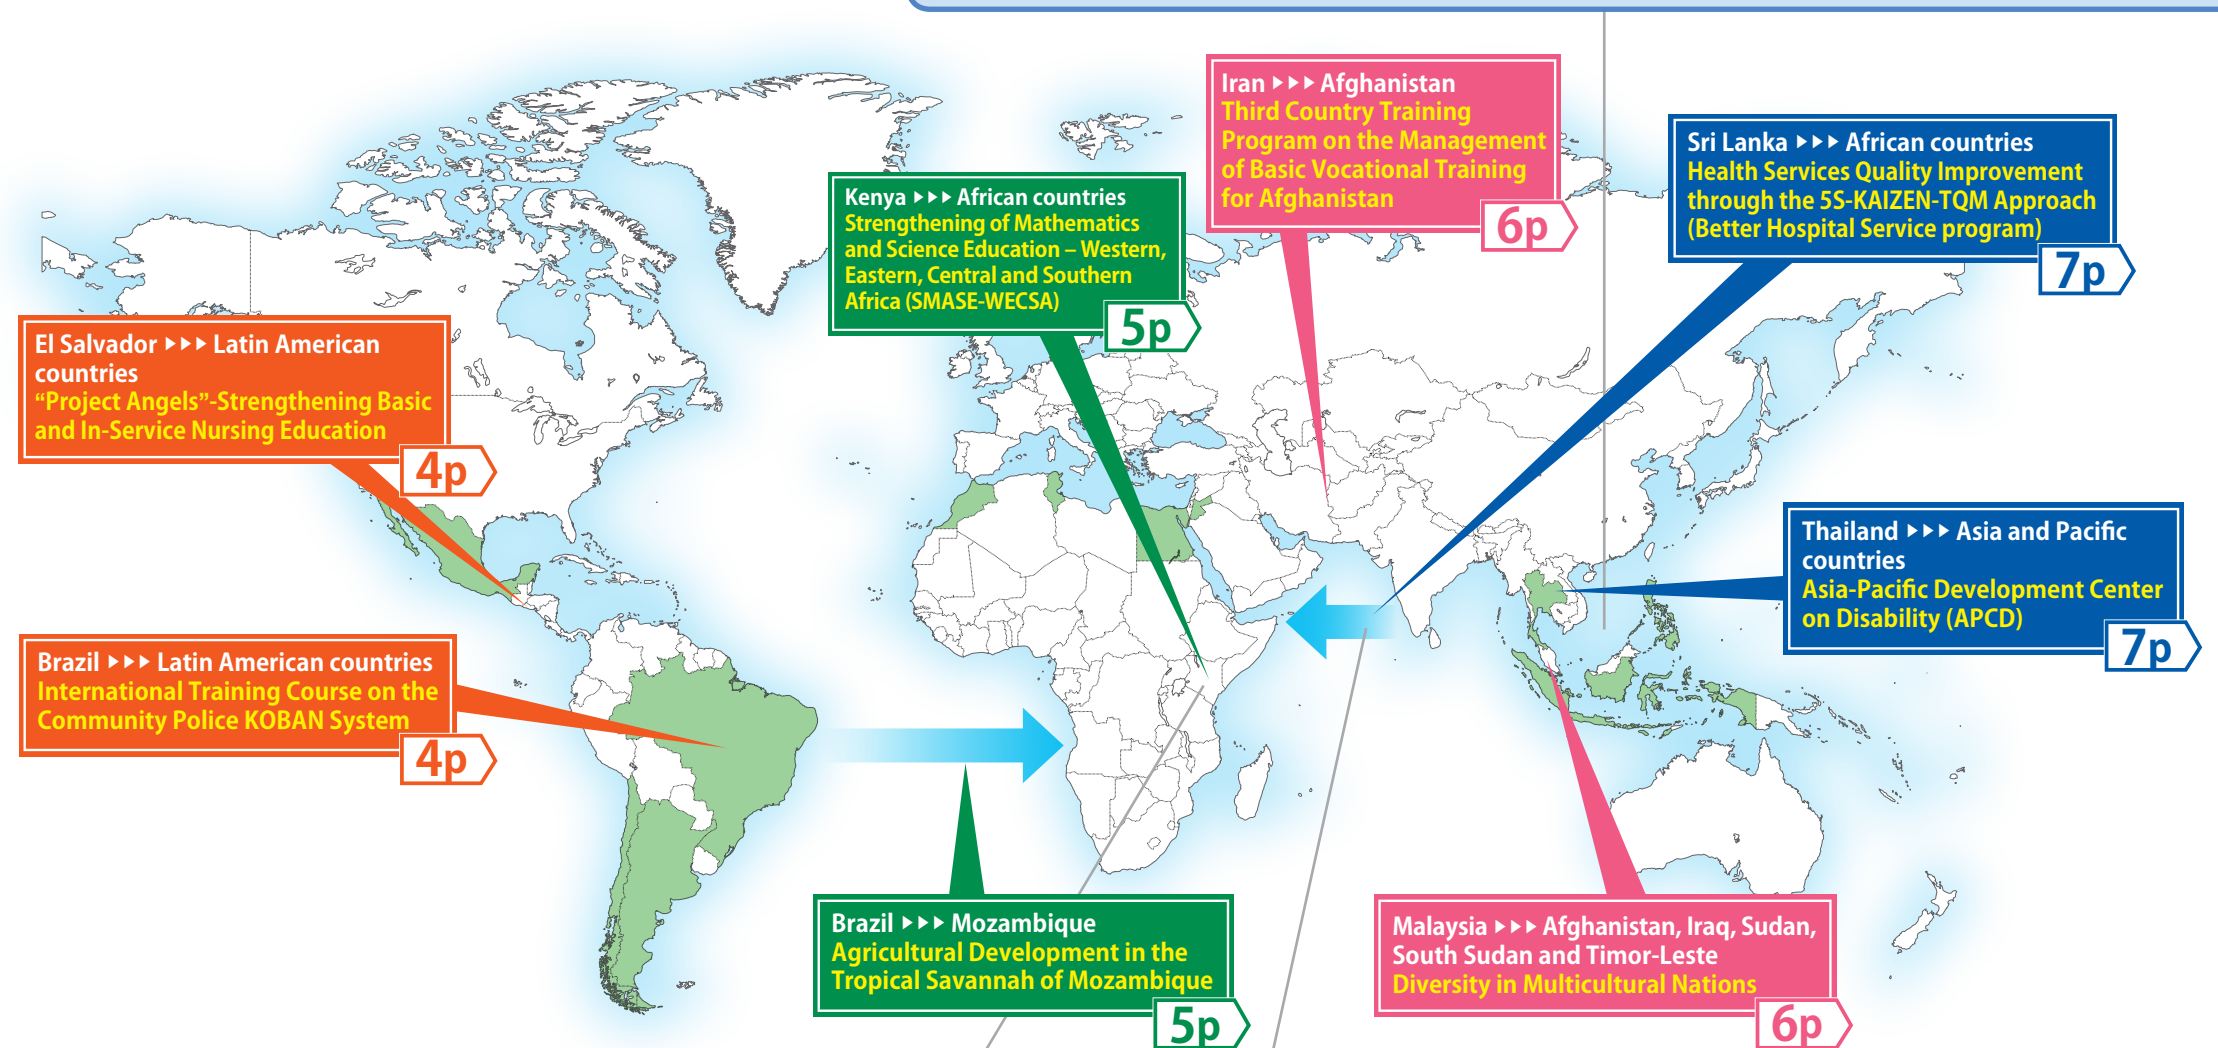 Iran ▸▸▸ Afghanistan
Third Country Training
Program on the Management
of Basic Vocational Training
for Afghanistan
6p
Sri Lanka ▸▸▸ African countries
Health Services Quality Improvement
through the 5S-KAIZEN-TQM Approach
(Better Hospital Service program)
7p
Kenya ▸▸▸ African countries
Strengthening of Mathematics
and Science Education – Western,
Eastern, Central and Southern
Africa (SMASE-WECSA)
5p
El Salvador ▸▸▸ Latin American
countries
“Project Angels”-Strengthening Basic
and In-Service Nursing Education
4p
Thailand ▸▸▸ Asia and Pacific
countries
Asia-Pacific Development Center
on Disability (APCD)
7p
Brazil ▸▸▸ Latin American countries
International Training Course on the
Community Police KOBAN System
4p
Brazil ▸▸▸ Mozambique
Agricultural Development in the
Tropical Savannah of Mozambique
5p
Malaysia ▸▸▸ Afghanistan, Iraq, Sudan,
South Sudan and Timor-Leste
Diversity in Multicultural Nations
6p